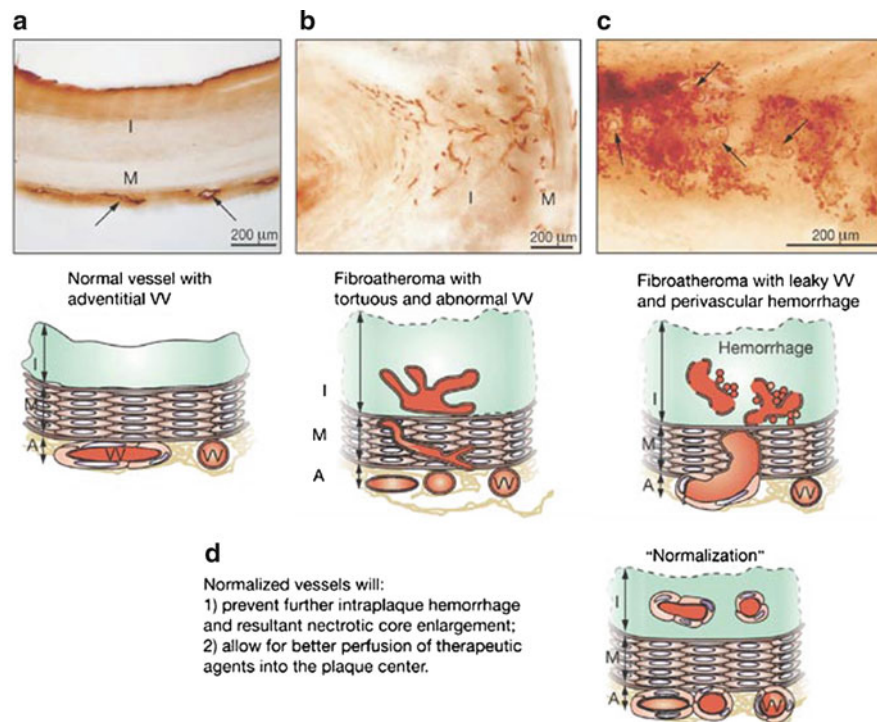 a
b
c
I
M
200 μm
I
M
200 μm
200 μm
Normal vessel with
adventitial VV
Fibroatheroma with
tortuous and abnormal VV
Fibroatheroma with leaky VV
and perivascular hemorrhage
I
M
A
VV
VV
I
M
A
VV
Hemorrhage
I
M
A
VV
d
Normalized vessels will:
1) prevent further intraplaque hemorrhage
and resultant nectrotic core enlargement;
2) allow for better perfusion of therapeutic
agents into the plaque center.
"Normalization"
I
M
A
VV